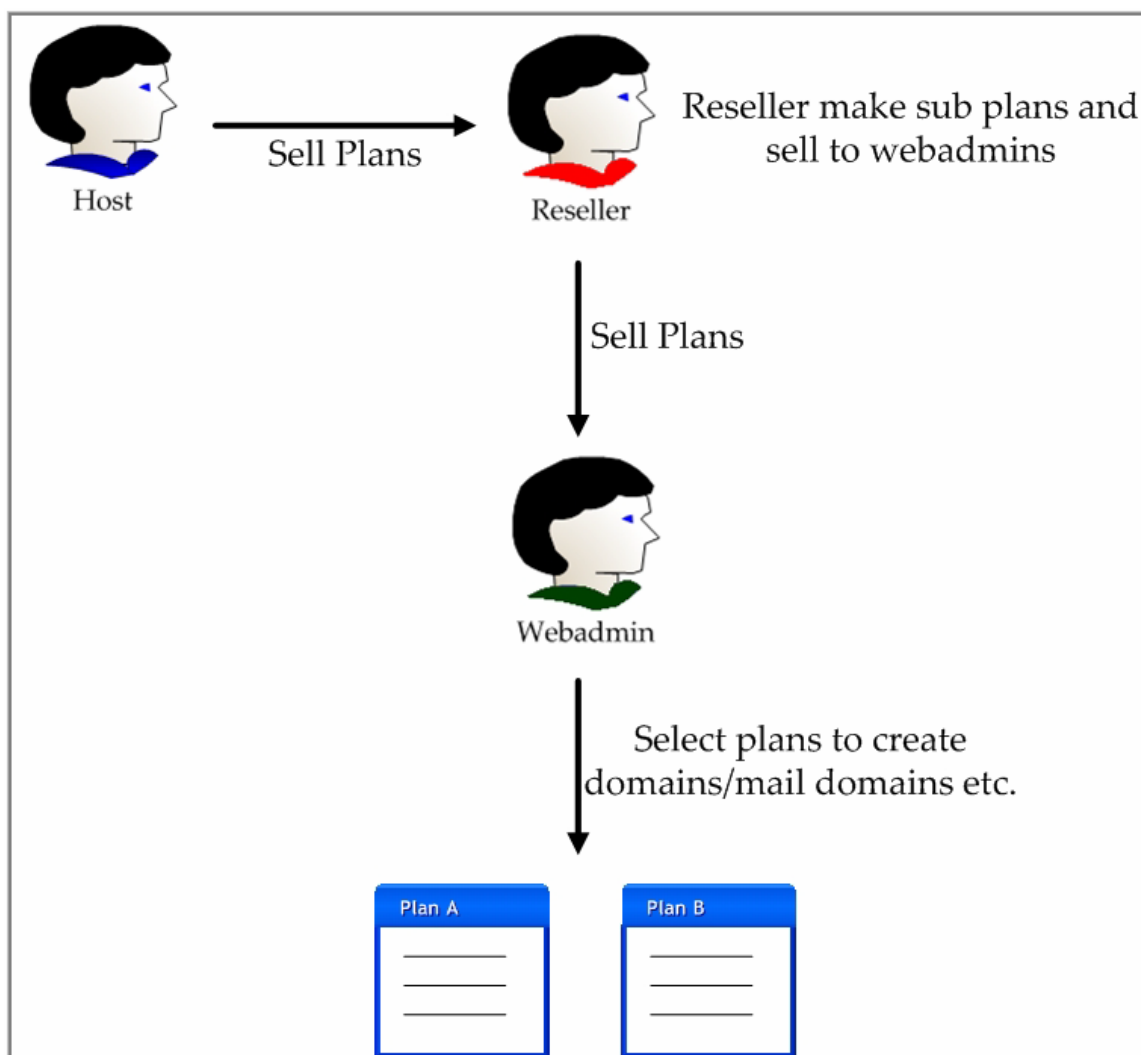 Host
Sell Plans
Reseller
Reseller make sub plans and
sell to webadmins
Sell Plans
Webadmin
Select plans to create
domains/mail domains etc.
Plan A
Plan B